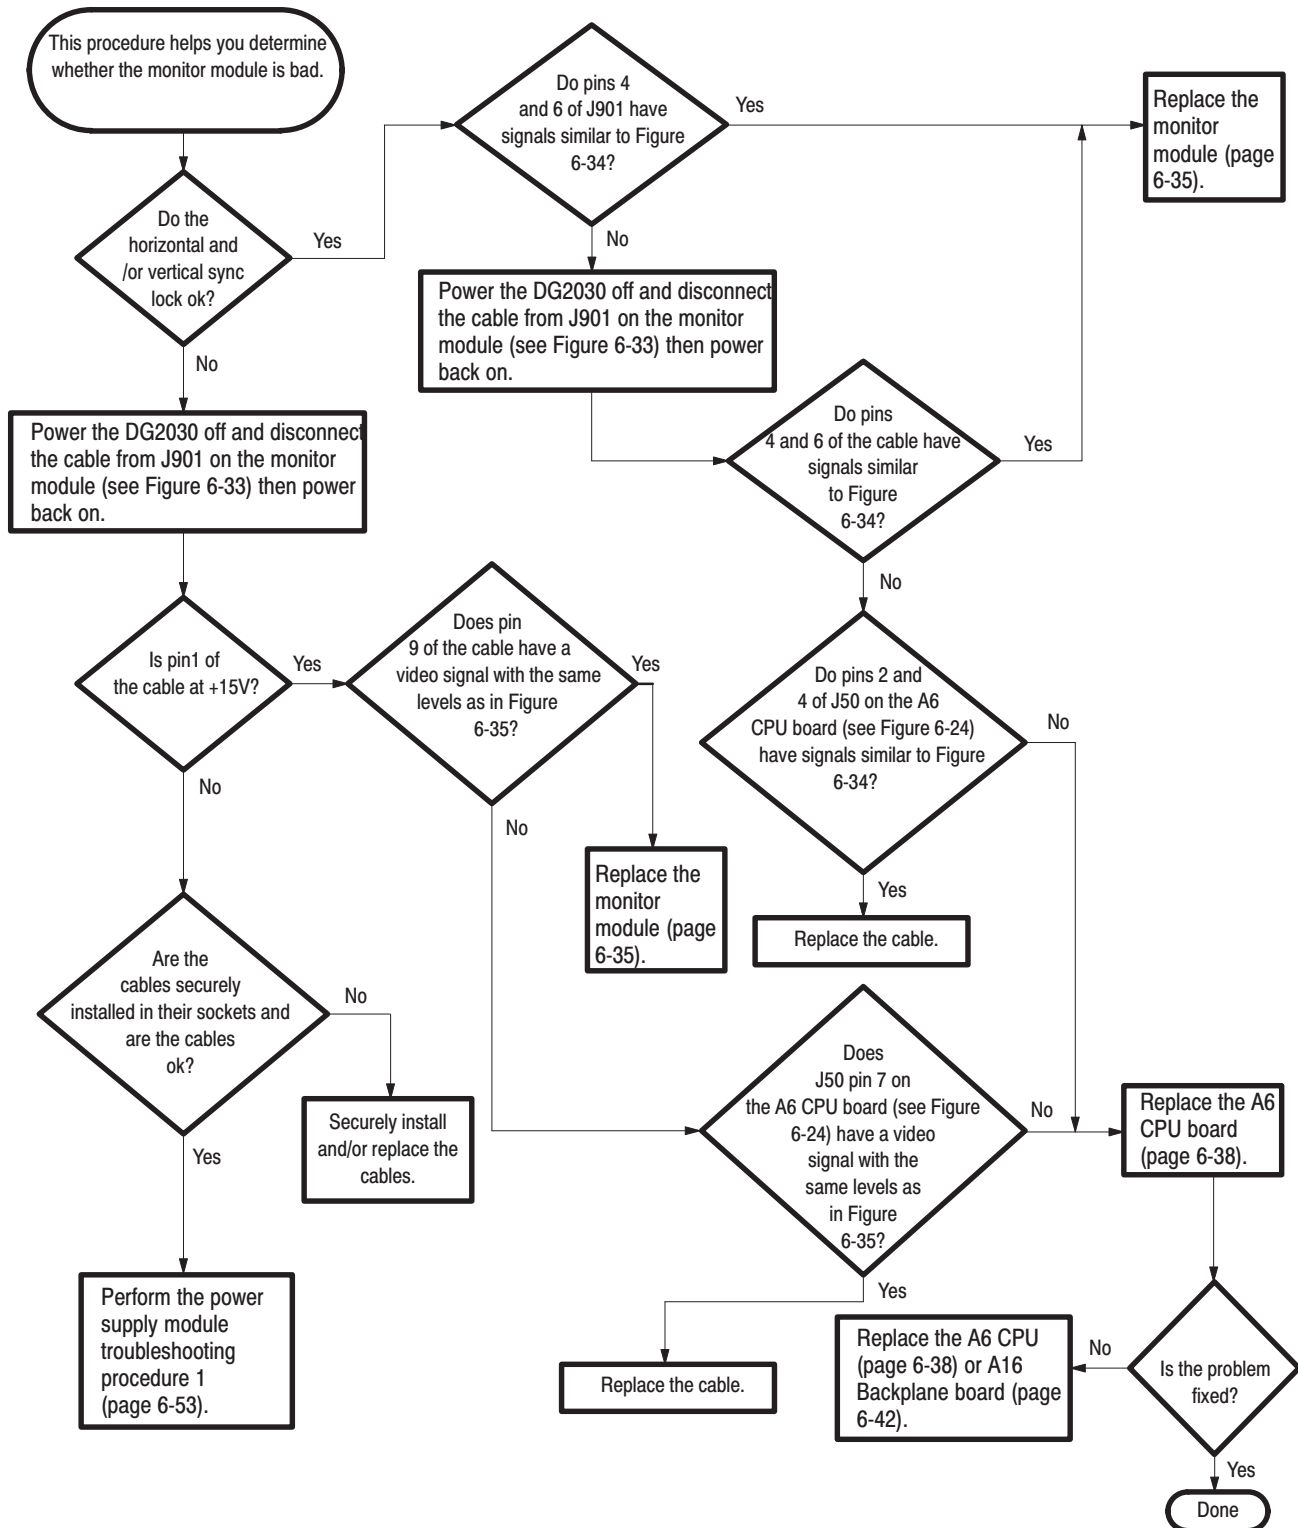 This procedure helps you determine
whether the monitor module is bad.
Do the
horizontal and
/or vertical sync
lock ok?
Yes
No
Do pins 4
and 6 of J901 have
signals similar to Figure
6-34?
Yes
No
Replace the
monitor
module (page
6-35).
Power the DG2030 off and disconnect
the cable from J901 on the monitor
module (see Figure 6-33) then power
back on.
Do pins
4 and 6 of the cable have
signals similar
to Figure
6-34?
Yes
No
Power the DG2030 off and disconnect
the cable from J901 on the monitor
module (see Figure 6-33) then power
back on.
Is pin1 of
the cable at +15V?
Yes
No
Does pin
9 of the cable have a
video signal with the same
levels as in Figure
6-35?
Yes
No
Do pins 2 and
4 of J50 on the A6
CPU board (see Figure 6-24)
have signals similar to Figure
6-34?
No
Yes
Replace the
monitor
module (page
6-35).
Replace the cable.
Are the
cables securely
installed in their sockets and
are the cables
ok?
No
Yes
Securely install
and/or replace the
cables.
Does
J50 pin 7 on
the A6 CPU board (see Figure
6-24) have a video
signal with the
same levels as
in Figure
6-35?
No
Yes
Replace the A6
CPU board
(page 6-38).
Perform the power
supply module
troubleshooting
procedure 1
(page 6-53).
Replace the cable.
Replace the A6 CPU
(page 6-38) or A16
Backplane board (page
6-42).
No
Is the problem
fixed?
Yes
Done